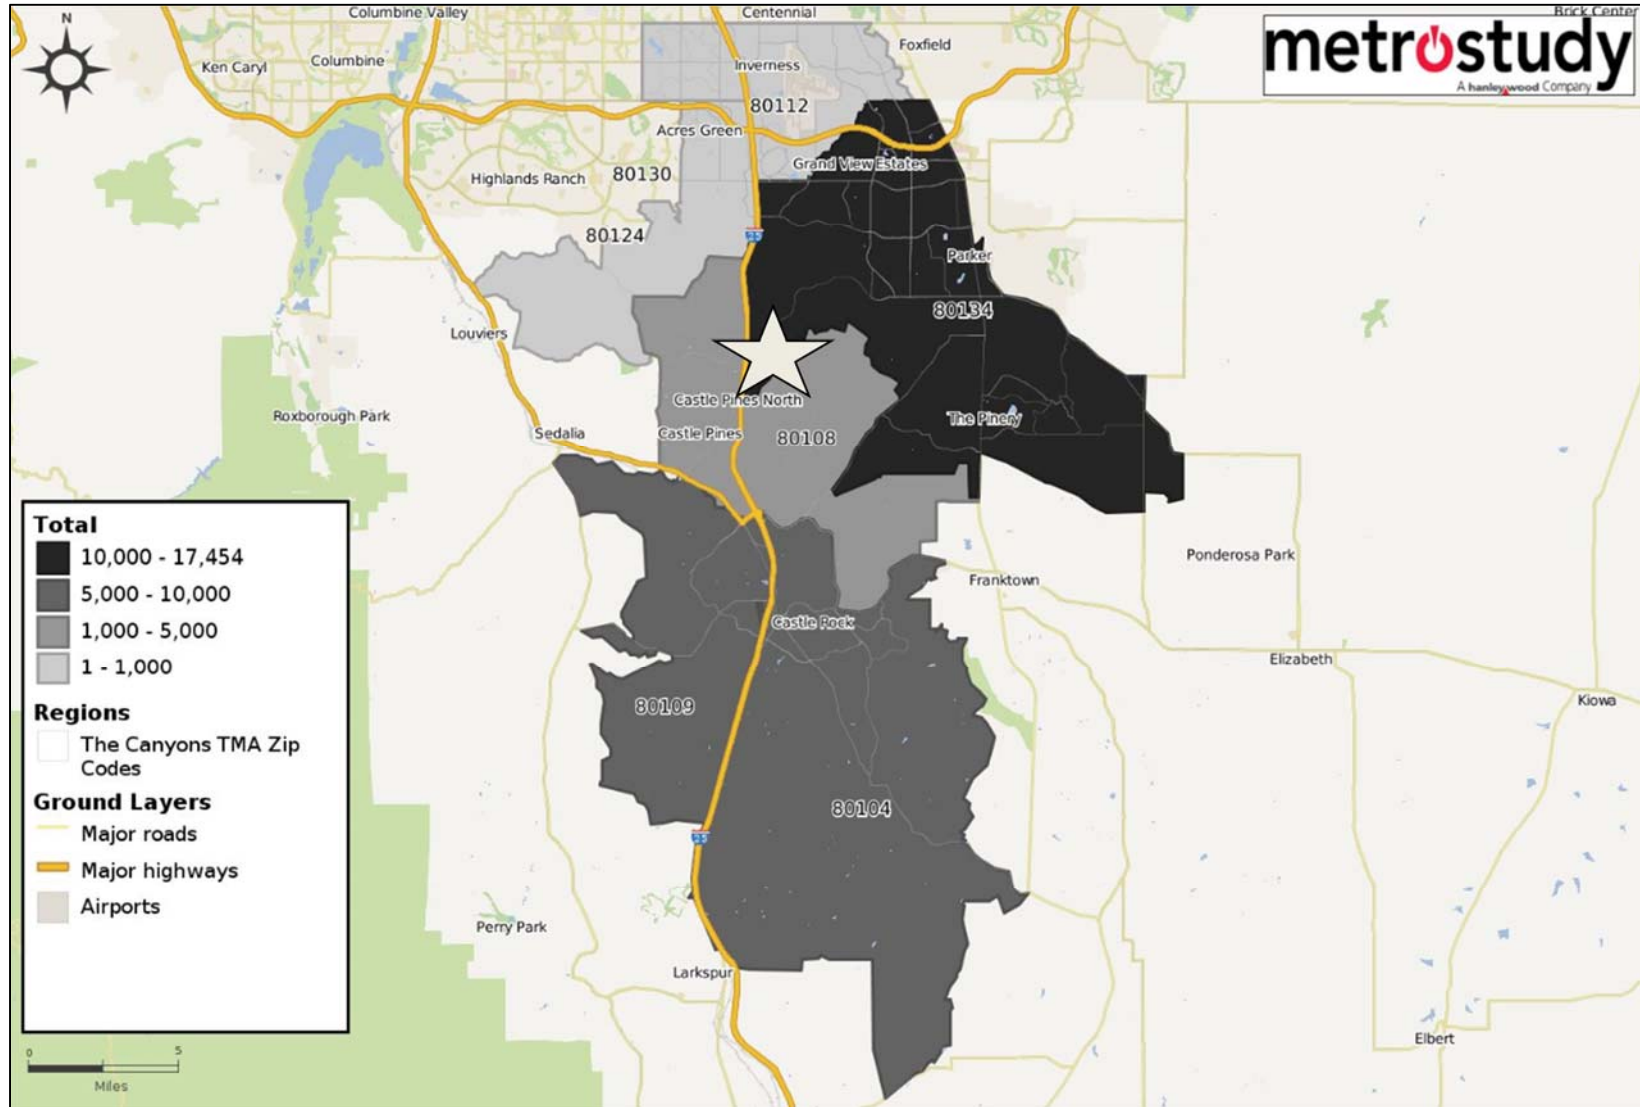 N
Columbine Valley
Centennial
Brick Center
Ken Caryl
Columbine
Foxfield
Inverness
metrostudy
A hanley wood Company
80112
Acres Green
Grand View Estates
Highlands Ranch
80130
80124
25
Parker
80134
Louviers
Castle Pines North
Roxborough Park
Sedalia
Castle Pines
80108
The Pinery
Total
10,000 - 17,454
5,000 - 10,000
1,000 - 5,000
1 - 1,000
Regions
The Canyons TMA Zip
Codes
Ground Layers
Major roads
Major highways
Airports
Ponderosa Park
Franktown
Castle Rock
Elizabeth
Kiowa
80109
80104
25
Perry Park
Larkspur
Elbert
0 5
Miles